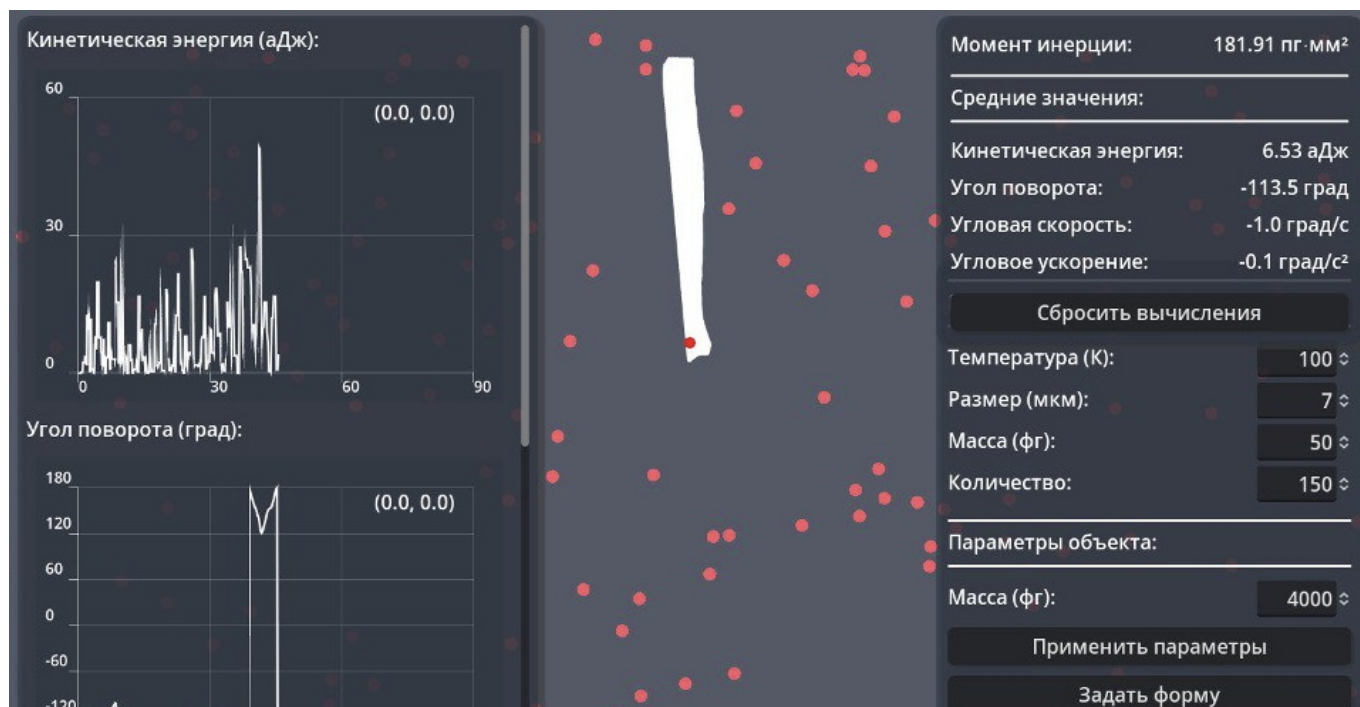 Кинетическая энергия (аДж):
60
(0.0, 0.0)
30
0
0 30 60 90
Угол поворота (град):
180
(0.0, 0.0)
120
60
0
-60
-120
Момент инерции: 181.91 пг·мм²
Средние значения:
Кинетическая энергия: 6.53 аДж
Угол поворота: -113.5 град
Угловая скорость: -1.0 град/с
Угловое ускорение: -0.1 град/с²
Сбросить вычисления
Температура (К): 100
Размер (мкм): 7
Масса (фг): 50
Количество: 150
Параметры объекта:
Масса (фг): 4000
Применить параметры
Задать форму